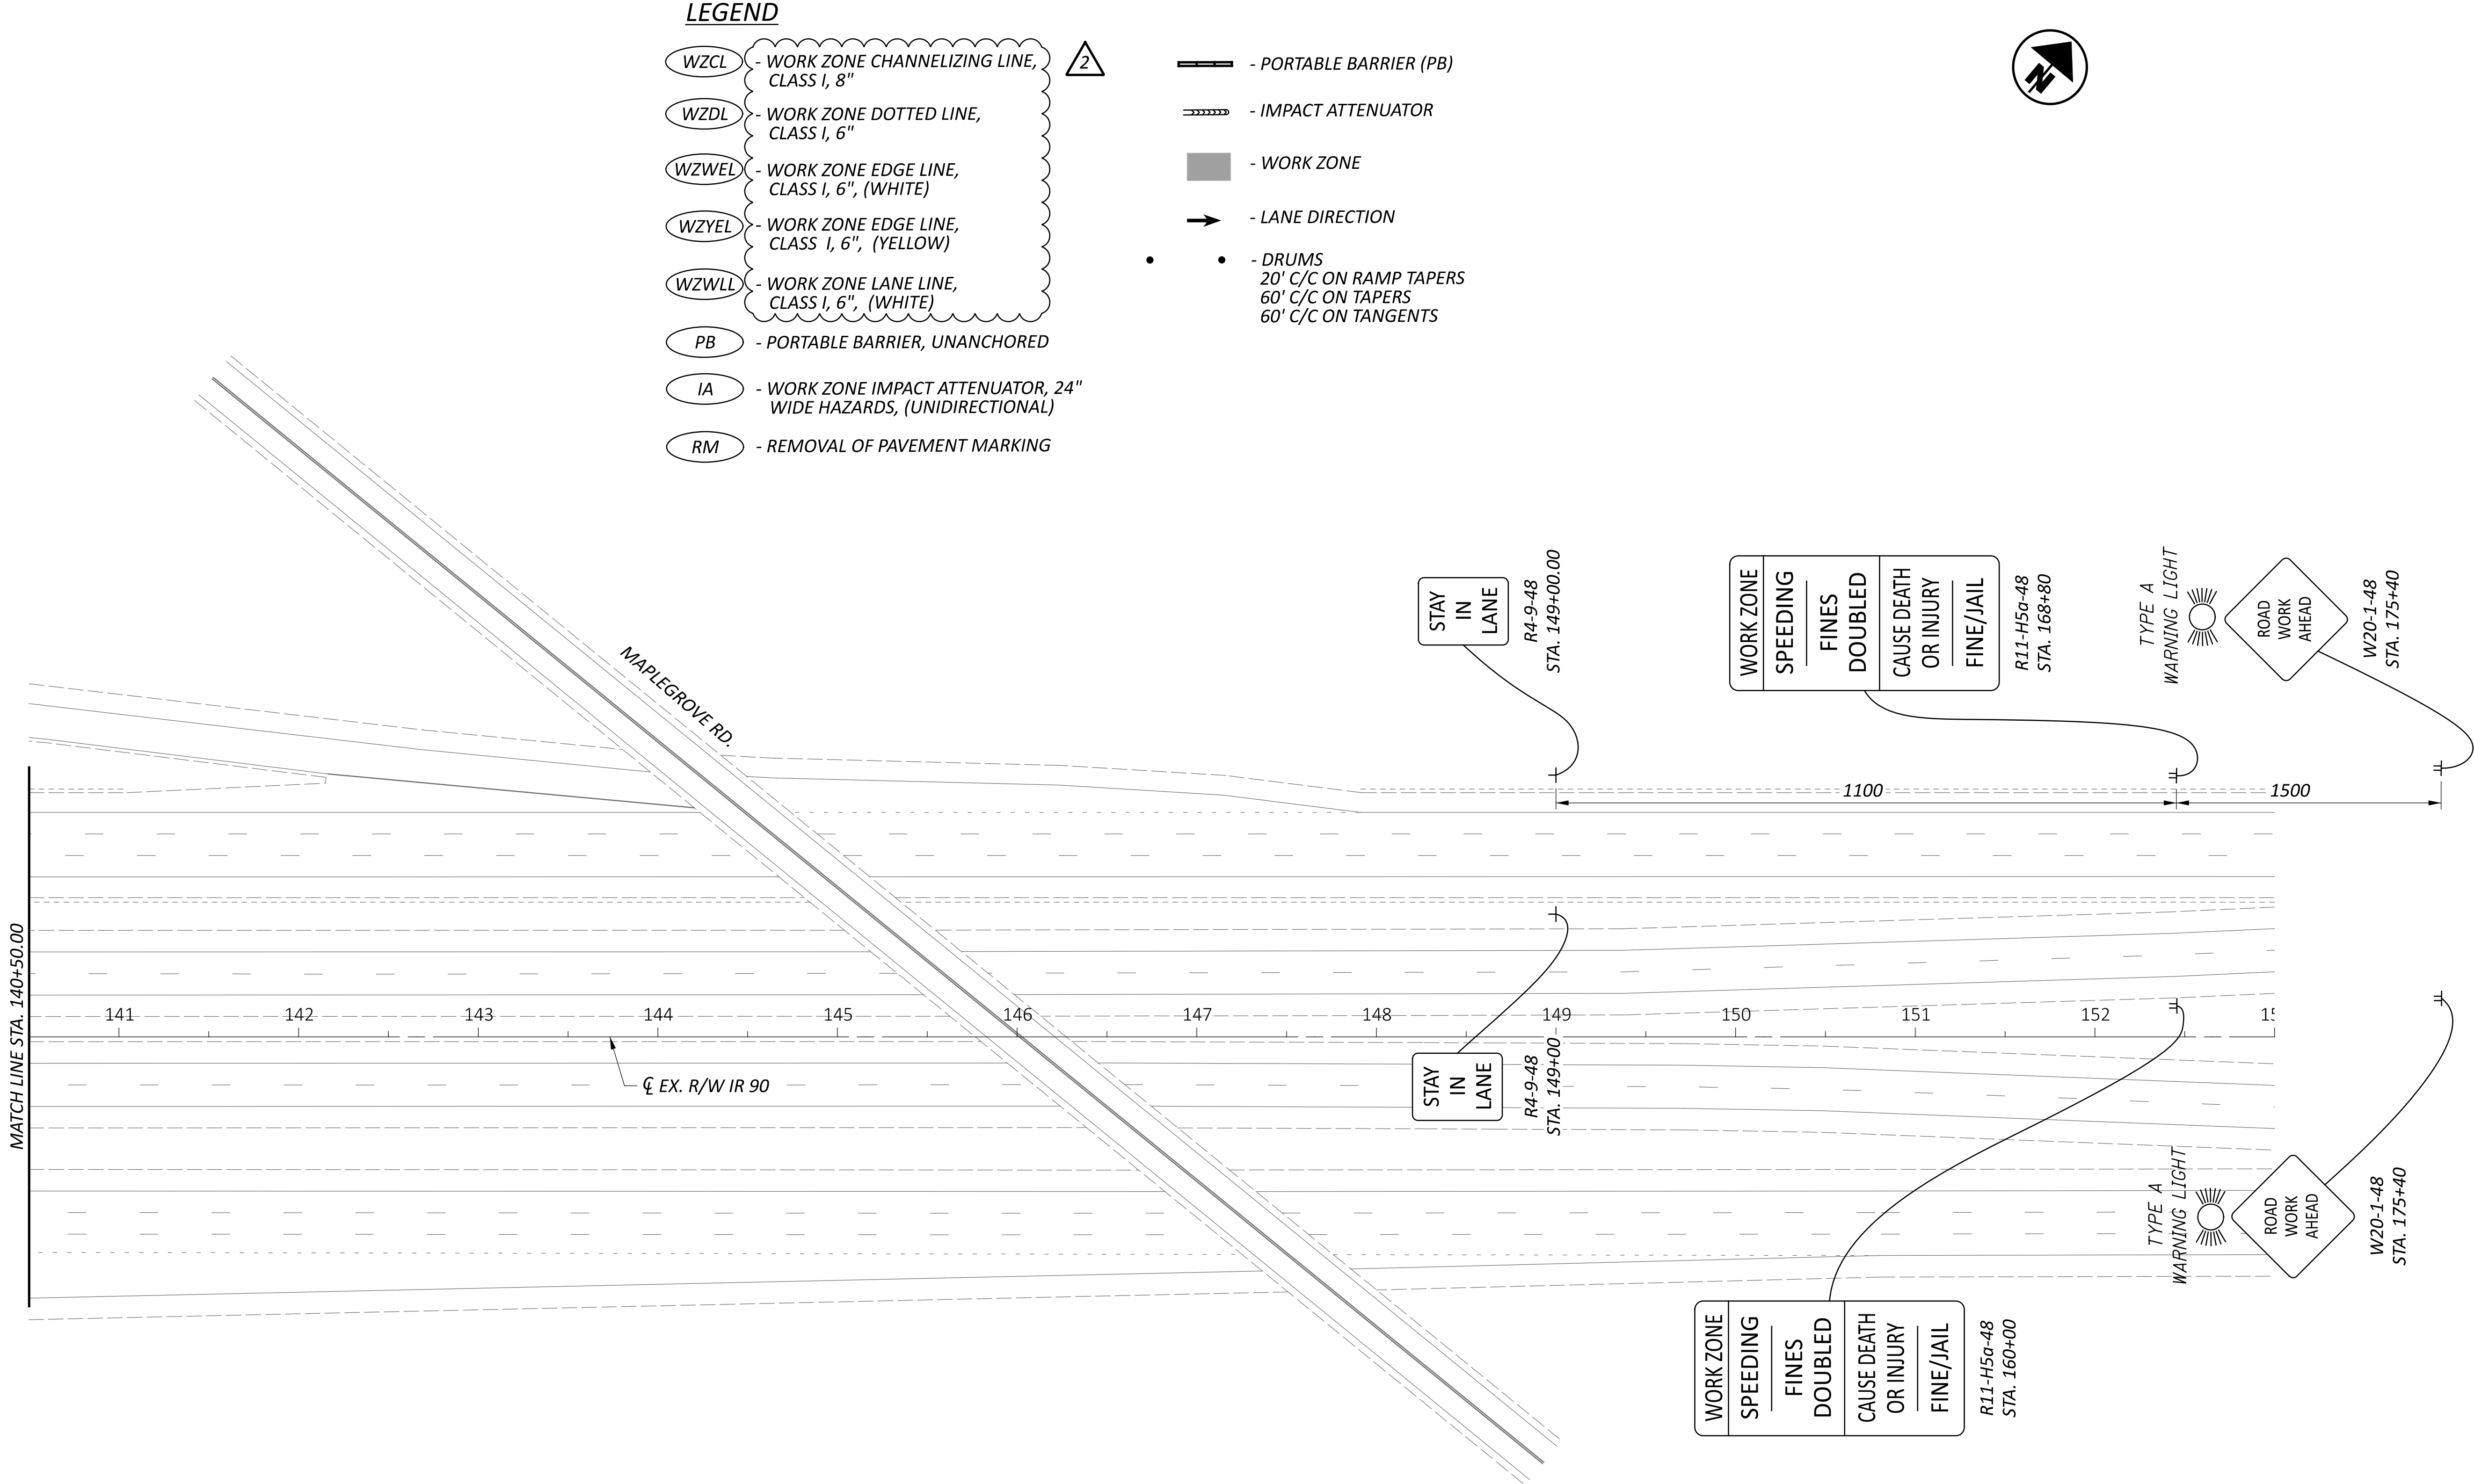 LEGEND
WZCL - WORK ZONE CHANNELIZING LINE,
CLASS I, 8"
2
WZDL - WORK ZONE DOTTED LINE,
CLASS I, 6"
WZWEL - WORK ZONE EDGE LINE,
CLASS I, 6", (WHITE)
WZYEL - WORK ZONE EDGE LINE,
CLASS I, 6", (YELLOW)
WZWLL - WORK ZONE LANE LINE,
CLASS I, 6", (WHITE)
PB - PORTABLE BARRIER, UNANCHORED
IA - WORK ZONE IMPACT ATTENUATOR, 24"
WIDE HAZARDS, (UNIDIRECTIONAL)
RM - REMOVAL OF PAVEMENT MARKING
- PORTABLE BARRIER (PB)
- IMPACT ATTENUATOR
- WORK ZONE
- LANE DIRECTION
- DRUMS
20' C/C ON RAMP TAPERS
60' C/C ON TAPERS
60' C/C ON TANGENTS
N
MAPLEGROVE RD.
STAY
IN
LANE
R4-9-48
STA. 149+00.00
WORK ZONE
SPEEDING
FINES
DOUBLED
CAUSE DEATH
OR INJURY
FINE/JAIL
R11-H5a-48
STA. 168+80
TYPE A
WARNING LIGHT
ROAD
WORK
AHEAD
W20-1-48
STA. 175+40
1100
1500
MATCH LINE STA. 140+50.00
141 142 143 144 145 146 147 148 149 150 151 152 15
℄ EX. R/W IR 90
STAY
IN
LANE
R4-9-48
STA. 149+00
TYPE A
WARNING LIGHT
ROAD
WORK
AHEAD
W20-1-48
STA. 175+40
WORK ZONE
SPEEDING
FINES
DOUBLED
CAUSE DEATH
OR INJURY
FINE/JAIL
R11-H5a-48
STA. 160+00